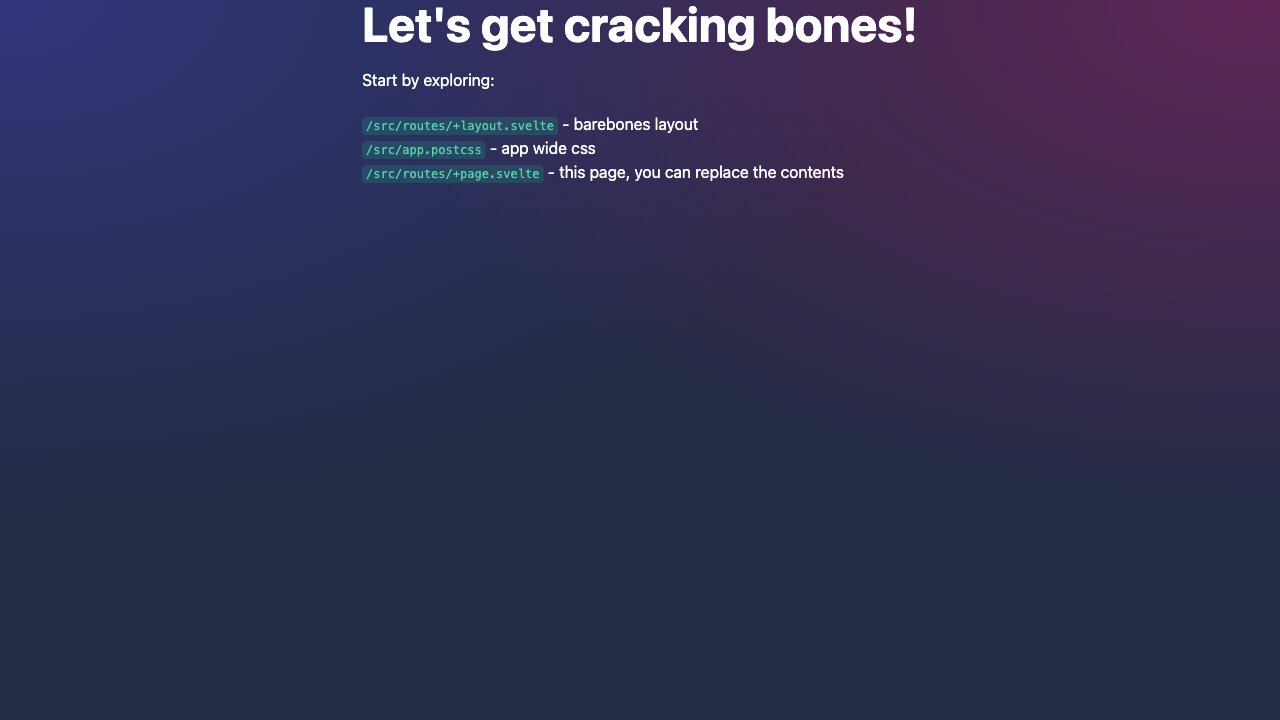 Let's get cracking bones!
Start by exploring:
/src/routes/+layout.svelte - barebones layout
/src/app.postcss - app wide css
/src/routes/+page.svelte - this page, you can replace the contents